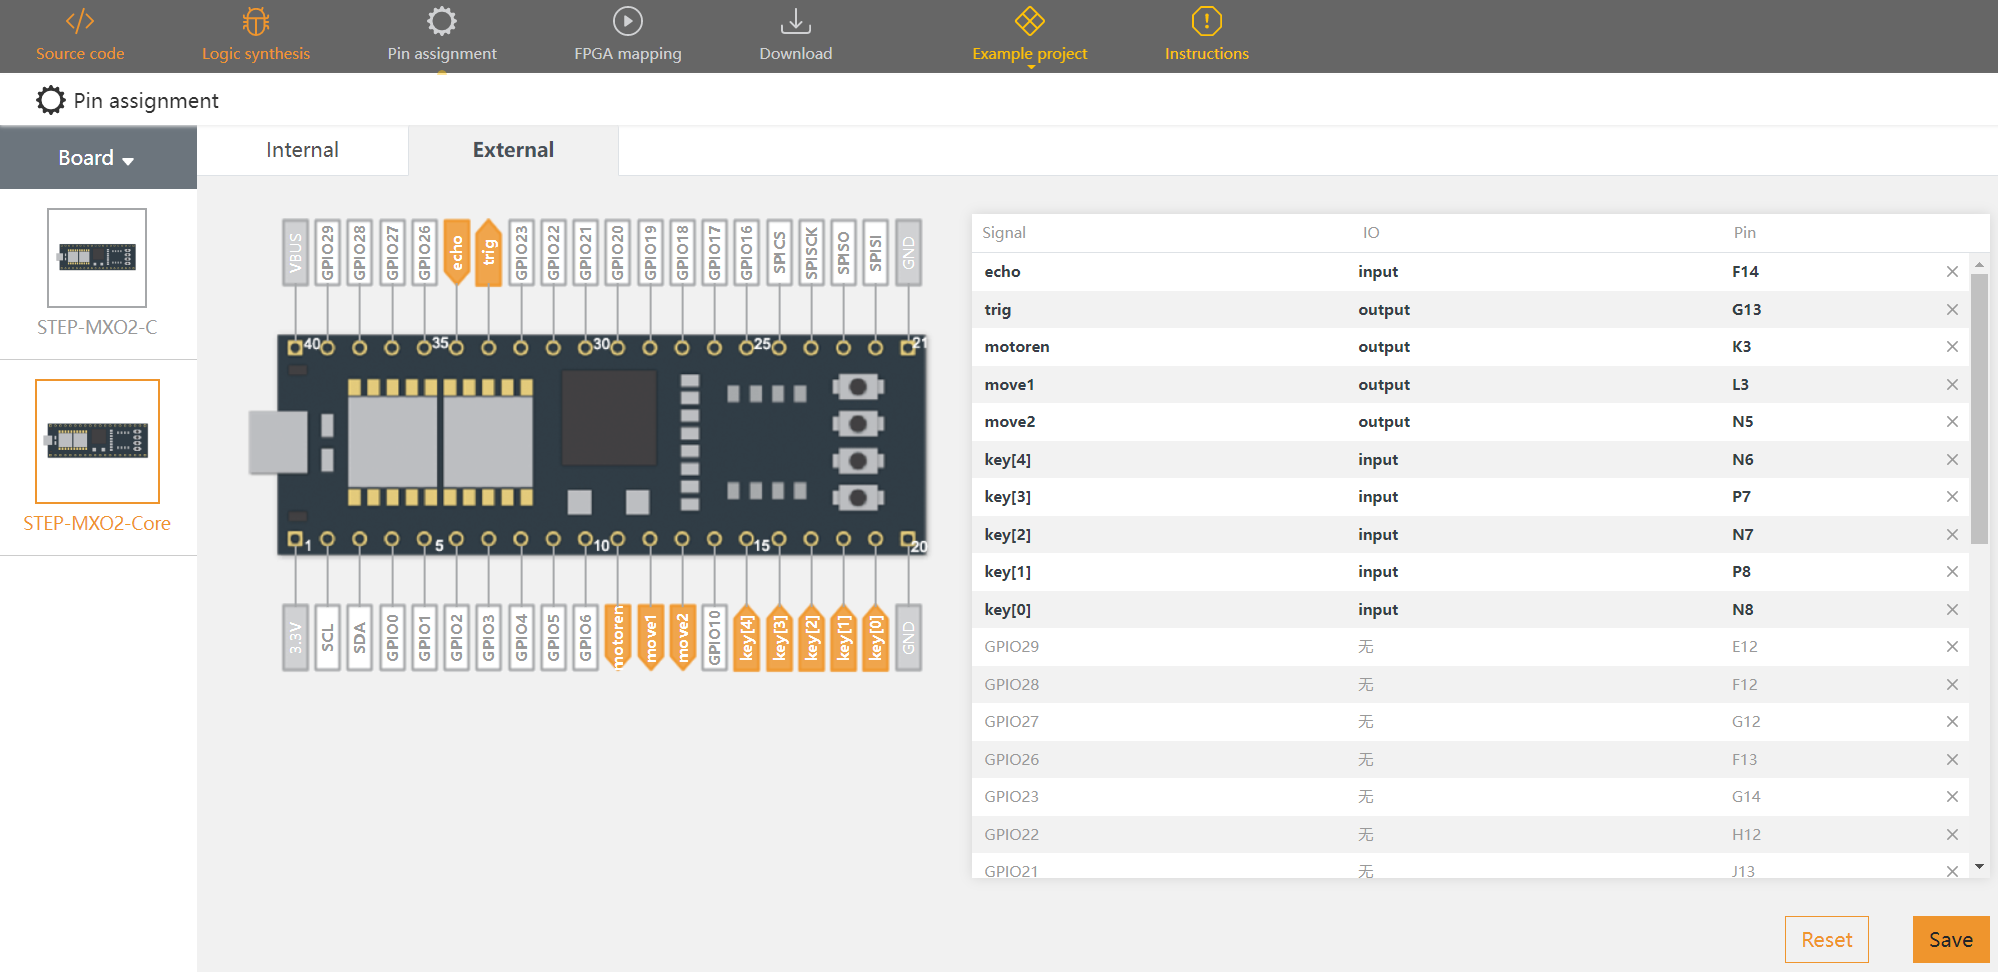 Source code
Logic synthesis
Pin assignment
FPGA mapping
Download
Example project
Instructions
Pin assignment
Board
Internal
External
STEP-MXO2-C
STEP-MXO2-Core
VBUS
GPIO29
GPIO28
GPIO27
GPIO26
echo
trig
GPIO23
GPIO22
GPIO21
GPIO20
GPIO19
GPIO18
GPIO17
GPIO16
SPICS
SPISCK
SPISO
SPISI
GND
40
35
30
25
21
1
5
10
15
20
3.3V
SCL
SDA
GPIO0
GPIO1
GPIO2
GPIO3
GPIO4
GPIO5
GPIO6
motoren
move1
move2
GPIO10
key[4]
key[3]
key[2]
key[1]
key[0]
GND
Signal IO Pin
echo input F14
trig output G13
motoren output K3
move1 output L3
move2 output N5
key[4] input N6
key[3] input P7
key[2] input N7
key[1] input P8
key[0] input N8
GPIO29 无 E12
GPIO28 无 F12
GPIO27 无 G12
GPIO26 无 F13
GPIO23 无 G14
GPIO22 无 H12
GPIO21 无 J13
Reset
Save